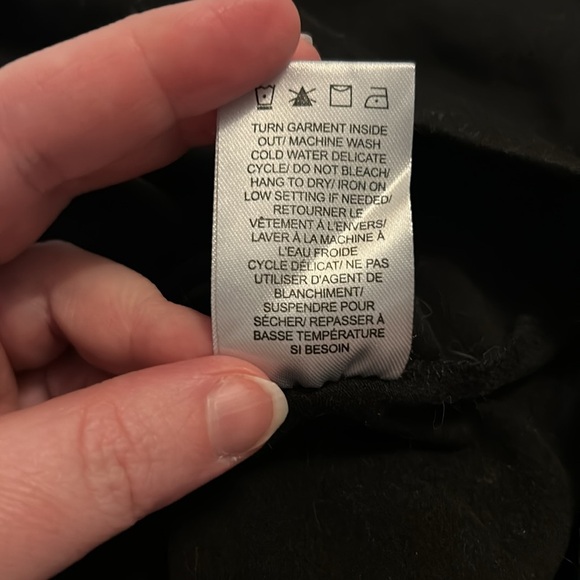 TURN GARMENT INSIDE
OUT/ MACHINE WASH
COLD WATER DELICATE
CYCLE/ DO NOT BLEACH/
HANG TO DRY/ IRON ON
LOW SETTING IF NEEDED/
RETOURNER LE
VÊTEMENT À L'ENVERS/
LAVER À LA MACHINE À
L'EAU FROIDE
CYCLE DÉLICAT/ NE PAS
UTILISER D'AGENT DE
BLANCHIMENT/
SUSPENDRE POUR
SÉCHER/ REPASSER À
BASSE TEMPÉRATURE
SI BESOIN